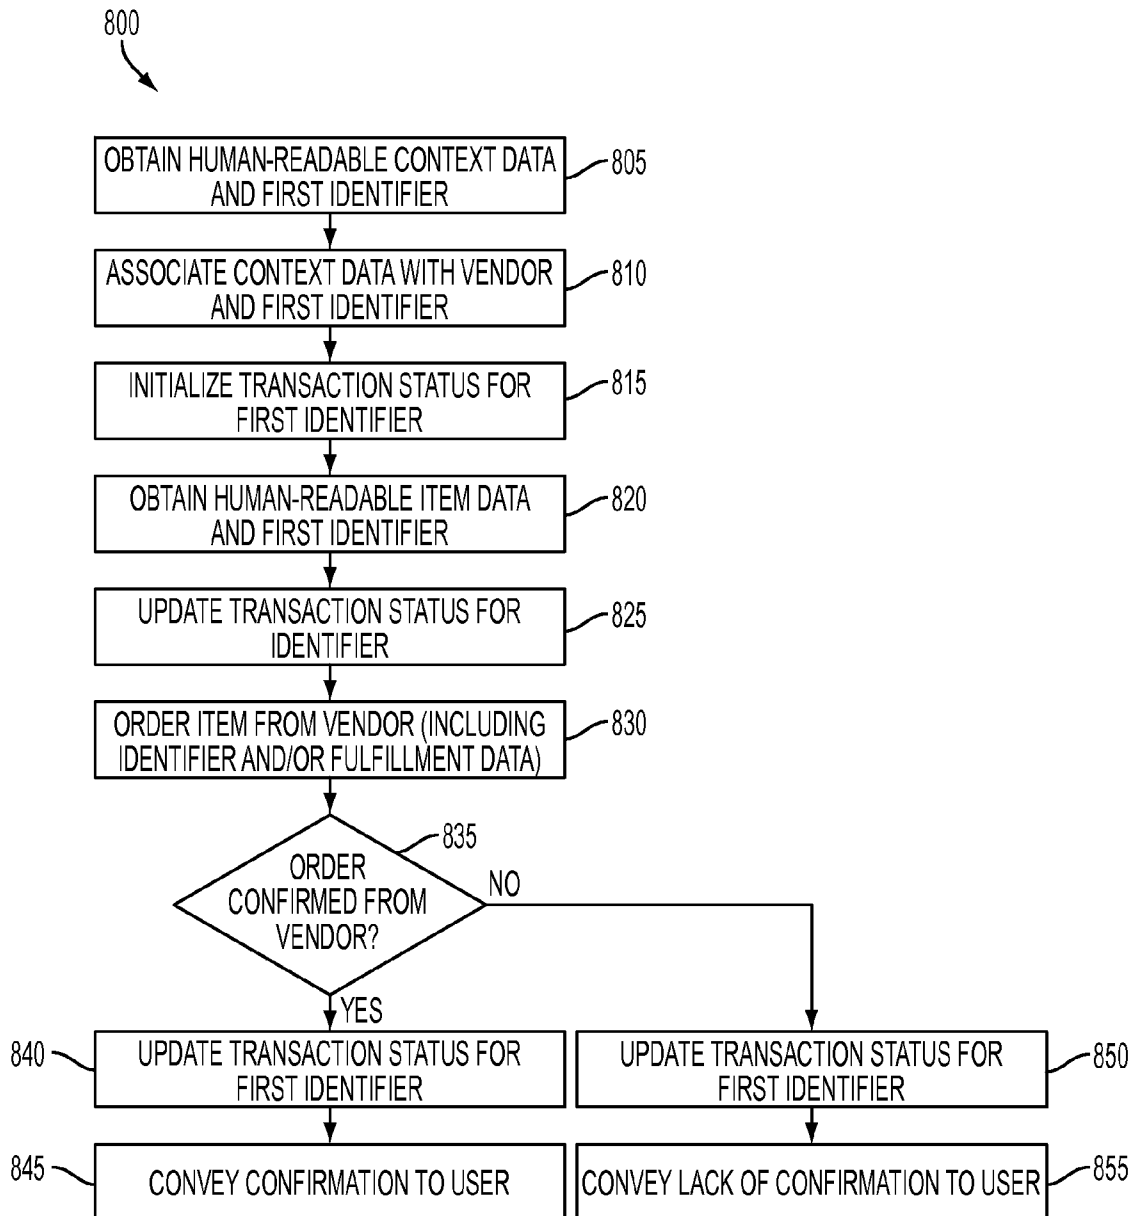 800
OBTAIN HUMAN-READABLE CONTEXT DATA
AND FIRST IDENTIFIER
805
ASSOCIATE CONTEXT DATA WITH VENDOR
AND FIRST IDENTIFIER
810
INITIALIZE TRANSACTION STATUS FOR
FIRST IDENTIFIER
815
OBTAIN HUMAN-READABLE ITEM DATA
AND FIRST IDENTIFIER
820
UPDATE TRANSACTION STATUS FOR
IDENTIFIER
825
ORDER ITEM FROM VENDOR (INCLUDING
IDENTIFIER AND/OR FULFILLMENT DATA)
830
835
ORDER
CONFIRMED FROM
VENDOR?
NO
YES
840
UPDATE TRANSACTION STATUS FOR
FIRST IDENTIFIER
UPDATE TRANSACTION STATUS FOR
FIRST IDENTIFIER
850
845
CONVEY CONFIRMATION TO USER
CONVEY LACK OF CONFIRMATION TO USER
855